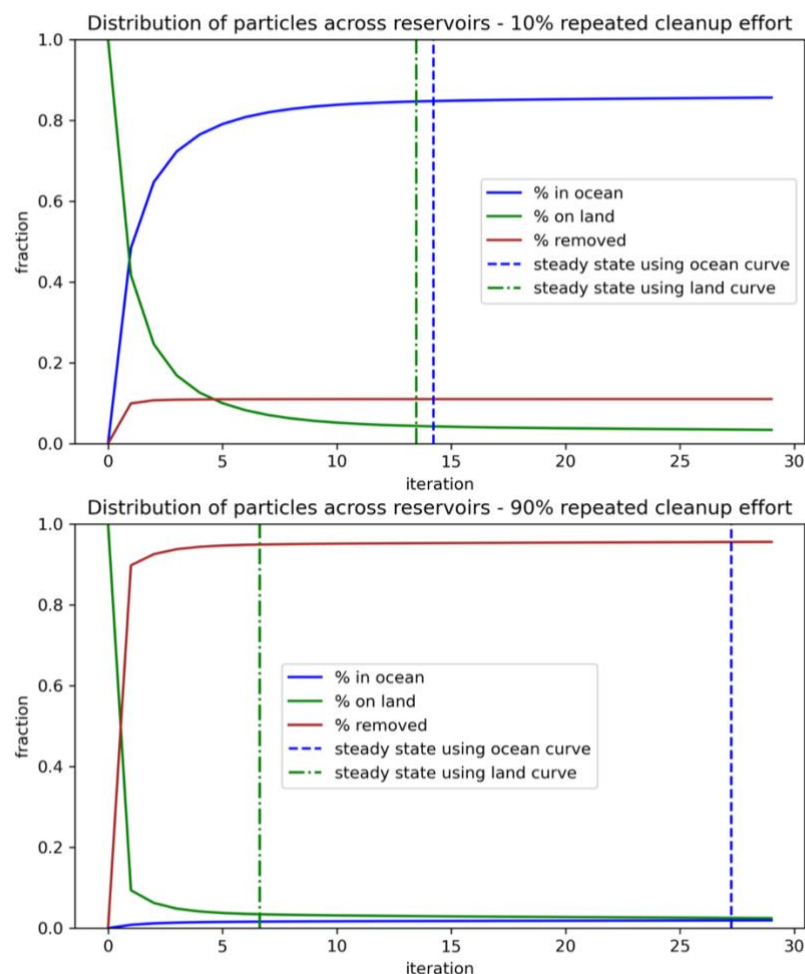 Distribution of particles across reservoirs - 10% repeated cleanup effort
1.0
0.8
0.6
0.4
0.2
0.0
fraction
% in ocean
% on land
% removed
steady state using ocean curve
steady state using land curve
0 5 10 15 20 25 30
iteration
Distribution of particles across reservoirs - 90% repeated cleanup effort
1.0
0.8
0.6
0.4
0.2
0.0
fraction
% in ocean
% on land
% removed
steady state using ocean curve
steady state using land curve
0 5 10 15 20 25 30
iteration